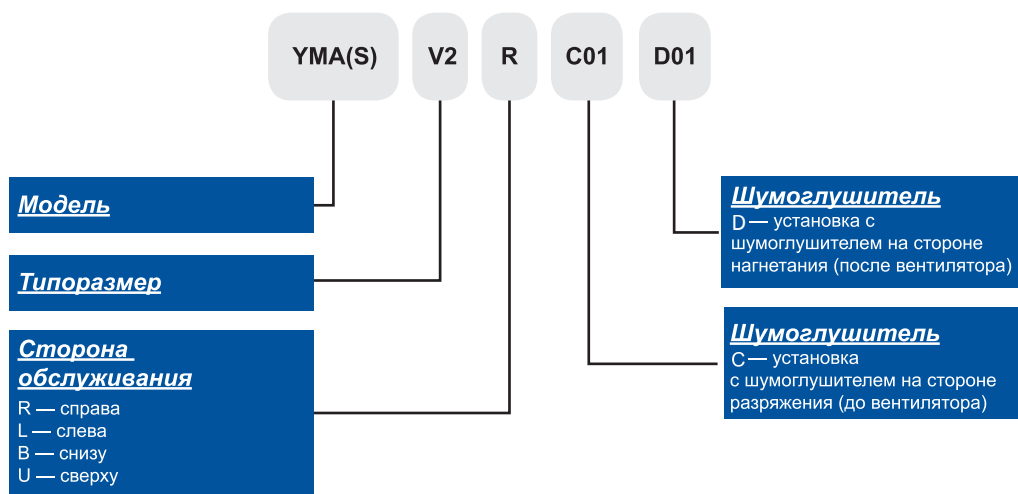 YMA(S) V2 R C01 D01
Модель
Типоразмер
Сторона
обслуживания
R — справа
L — слева
B — снизу
U — сверху
Шумоглушитель
D — установка с
шумоглушителем на стороне
нагнетания (после вентилятора)
Шумоглушитель
C — установка
с шумоглушителем на стороне
разряжения (до вентилятора)